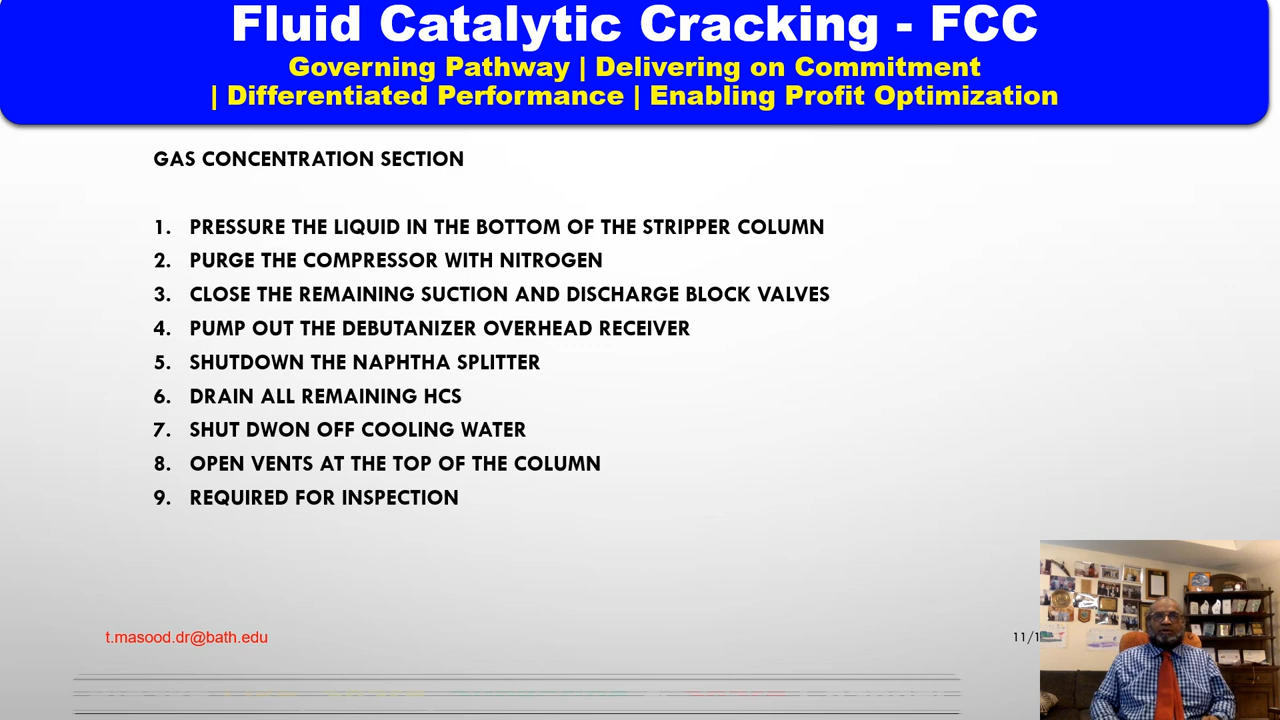 Fluid Catalytic Cracking - FCC
Governing Pathway | Delivering on Commitment
| Differentiated Performance | Enabling Profit Optimization
GAS CONCENTRATION SECTION
1. PRESSURE THE LIQUID IN THE BOTTOM OF THE STRIPPER COLUMN
2. PURGE THE COMPRESSOR WITH NITROGEN
3. CLOSE THE REMAINING SUCTION AND DISCHARGE BLOCK VALVES
4. PUMP OUT THE DEBUTANIZER OVERHEAD RECEIVER
5. SHUTDOWN THE NAPHTHA SPLITTER
6. DRAIN ALL REMAINING HCS
7. SHUT DWON OFF COOLING WATER
8. OPEN VENTS AT THE TOP OF THE COLUMN
9. REQUIRED FOR INSPECTION
t.masood.dr@bath.edu
11/1